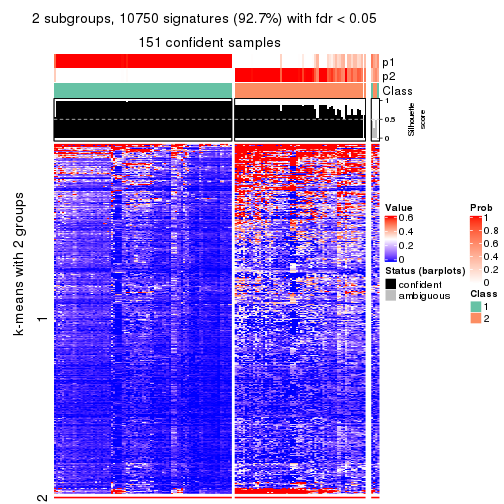 2 subgroups, 10750 signatures (92.7%) with fdr < 0.05
151 confident samples
p1
p2
Class
1
0.5
0
Silhouette
score
k-means with 2 groups
1
2
Value
0.6
0.4
0.2
0
Status (barplots)
confident
ambiguous
Prob
1
0.8
0.6
0.4
0.2
0
Class
1
2